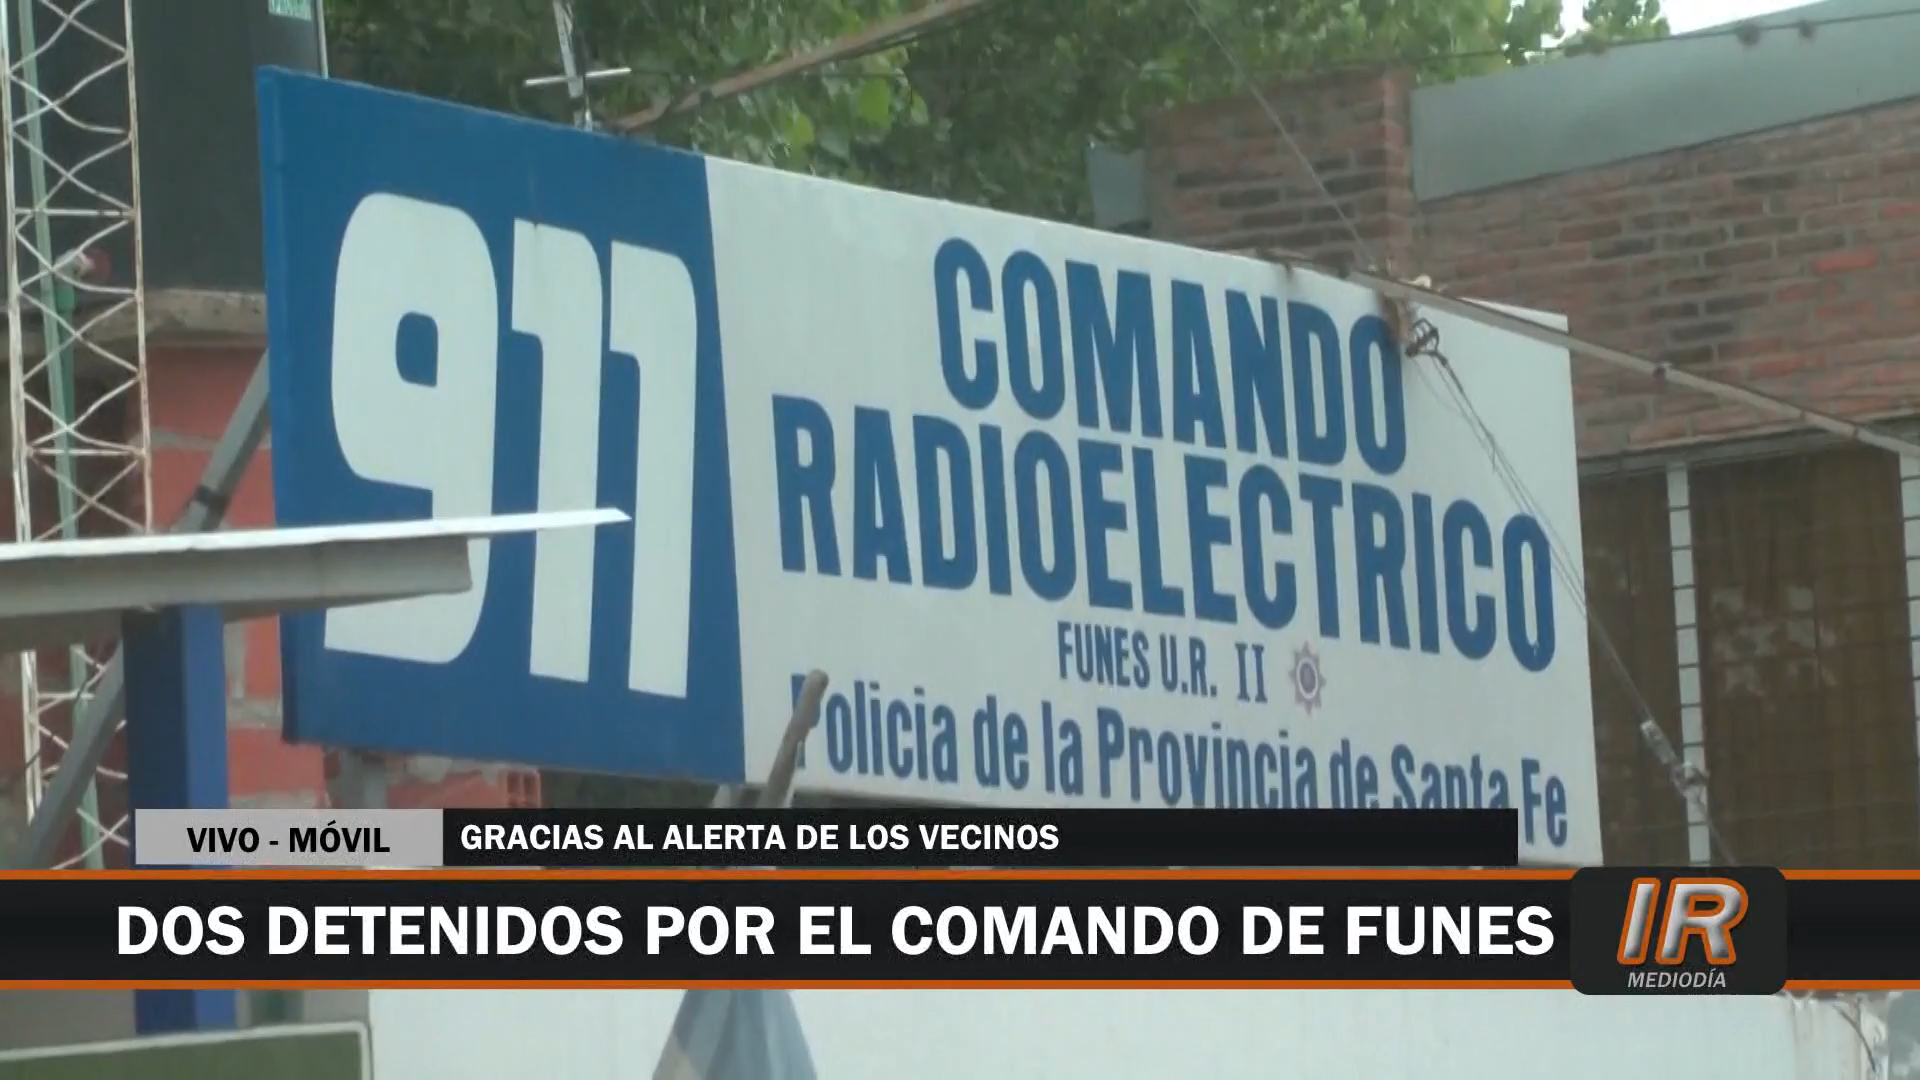 911
COMANDO
RADIOELECTRICO
FUNES U.R. II
Policia de la Provincia de Santa Fe
VIVO - MÓVIL
GRACIAS AL ALERTA DE LOS VECINOS
DOS DETENIDOS POR EL COMANDO DE FUNES
IR
MEDIODÍA